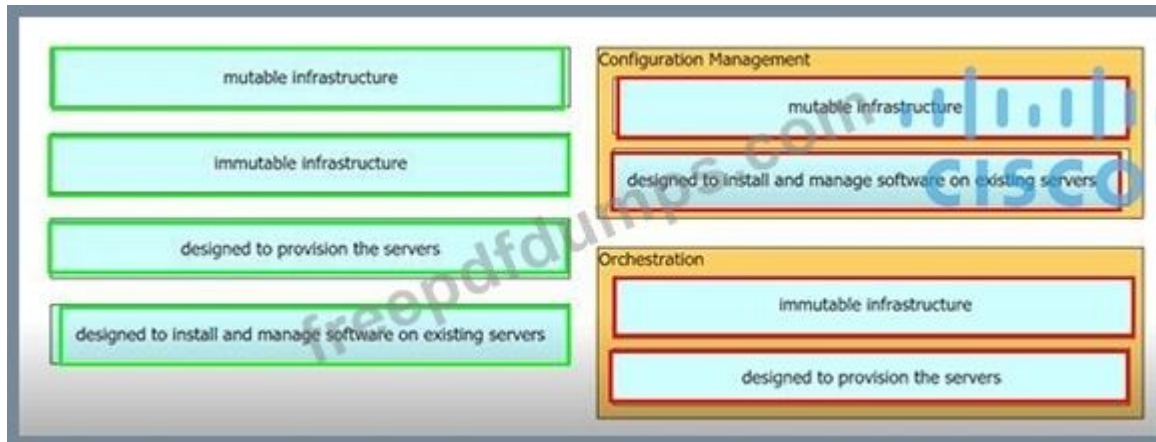 mutable infrastructure
immutable infrastructure
designed to provision the servers
designed to install and manage software on existing servers
Configuration Management
mutable infrastructure
designed to install and manage software on existing servers
Orchestration
immutable infrastructure
designed to provision the servers
CISCO
freepdfdumps.com